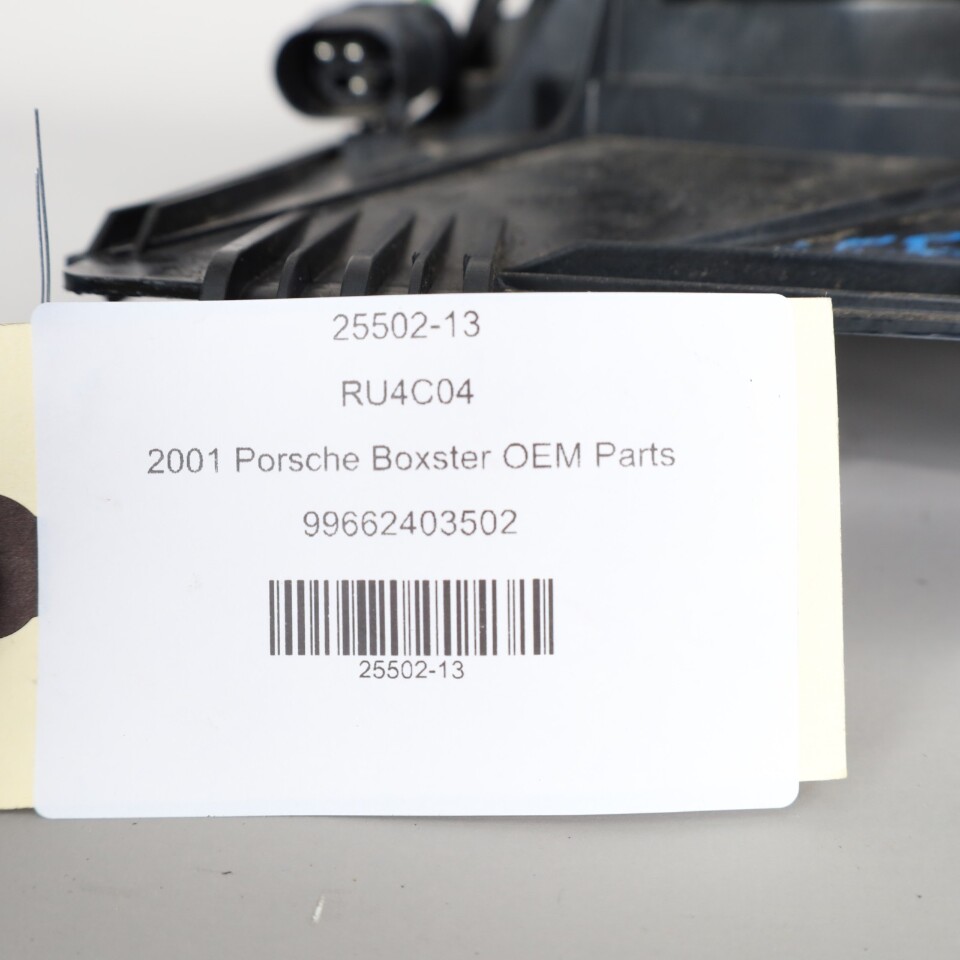 25502-13
RU4C04
2001 Porsche Boxster OEM Parts
99662403502
25502-13